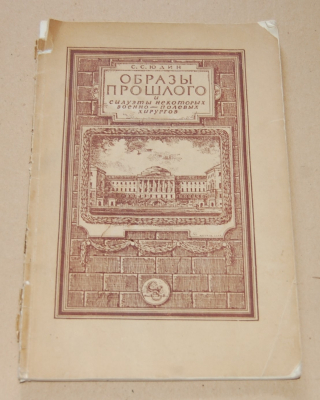 С. С. ЮДИН
ОБРАЗЫ
ПРОШЛОГО
И
СИЛУЭТЫ НЕКОТОРЫХ
ВОЕННО-ПОЛЕВЫХ
ХИРУРГОВ